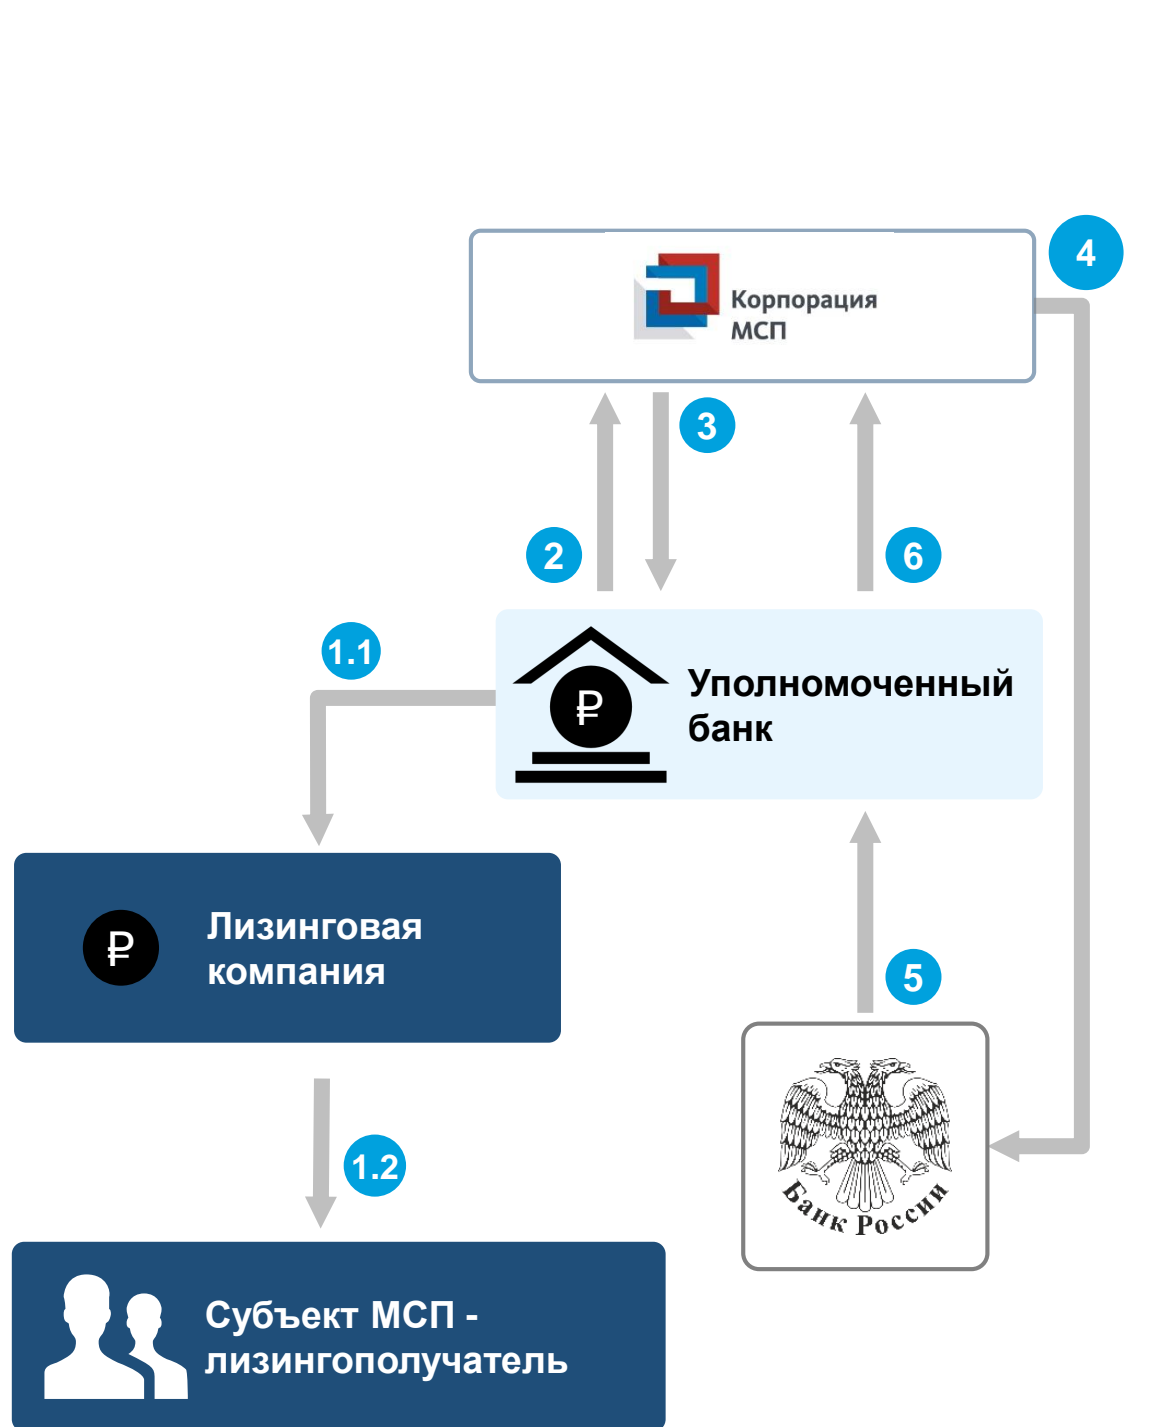 4
Корпорация
МСП
3
2
6
1.1
₽
Уполномоченный
банк
₽
Лизинговая
компания
5
1.2
Банк России
Субъект МСП -
лизингополучатель